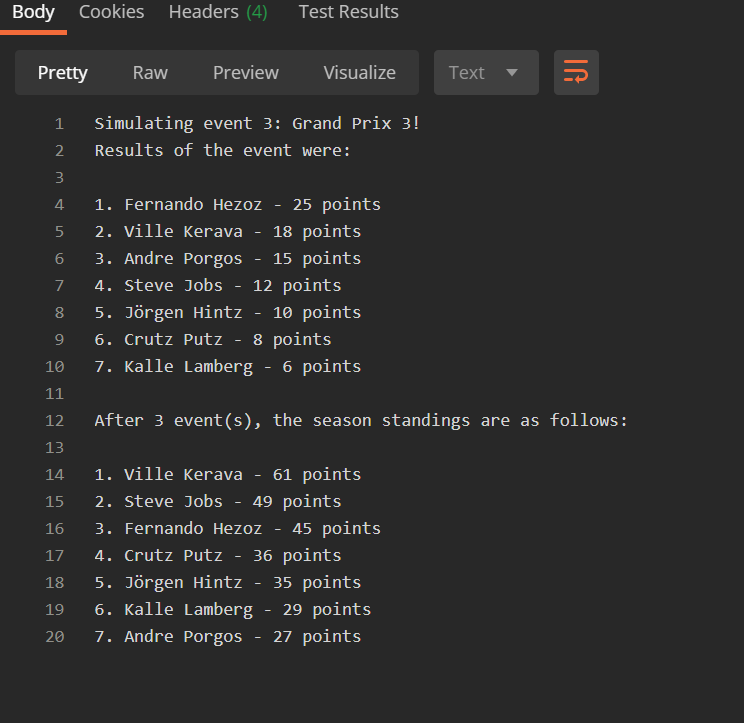 Body Cookies Headers (4) Test Results
Pretty Raw Preview Visualize Text
1 Simulating event 3: Grand Prix 3!
2 Results of the event were:
3
4 1. Fernando Hezoz - 25 points
5 2. Ville Kerava - 18 points
6 3. Andre Porgos - 15 points
7 4. Steve Jobs - 12 points
8 5. Jörgen Hintz - 10 points
9 6. Crutz Putz - 8 points
10 7. Kalle Lamberg - 6 points
11
12 After 3 event(s), the season standings are as follows:
13
14 1. Ville Kerava - 61 points
15 2. Steve Jobs - 49 points
16 3. Fernando Hezoz - 45 points
17 4. Crutz Putz - 36 points
18 5. Jörgen Hintz - 35 points
19 6. Kalle Lamberg - 29 points
20 7. Andre Porgos - 27 points